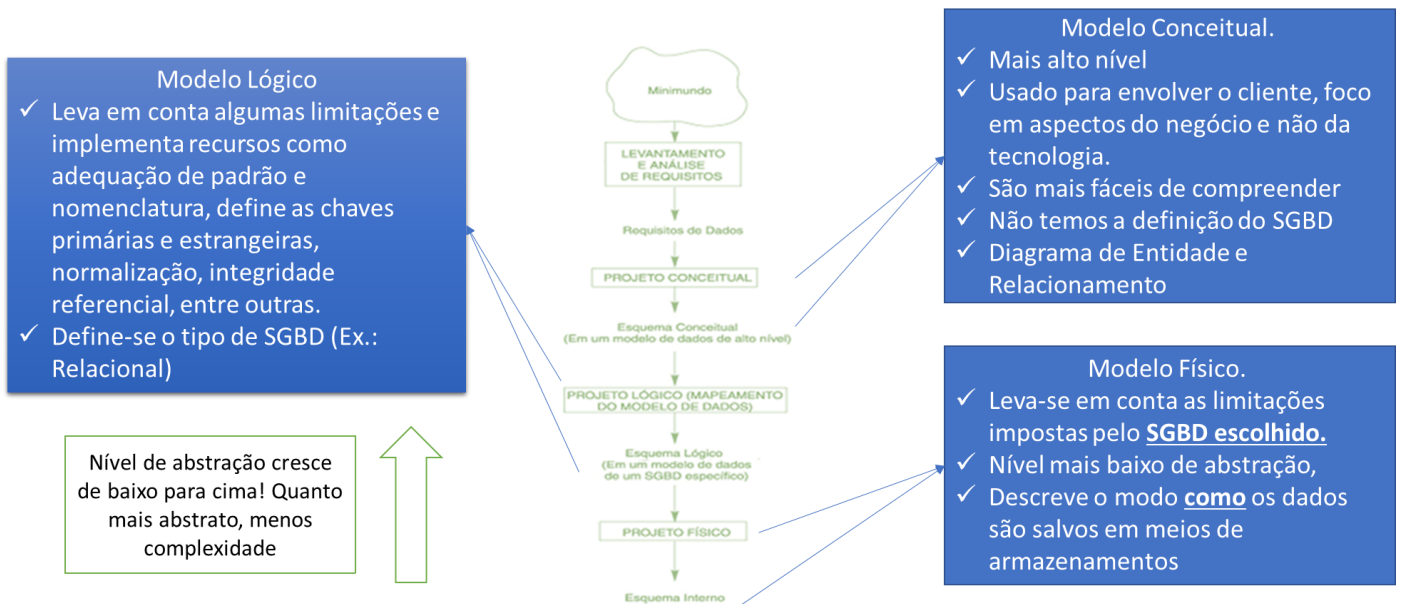 Modelo Lógico
✓ Leva em conta algumas limitações e
implementa recursos como
adequação de padrão e
nomenclatura, define as chaves
primárias e estrangeiras,
normalização, integridade
referencial, entre outras.
✓ Define-se o tipo de SGBD (Ex.:
Relacional)
Nível de abstração cresce
de baixo para cima! Quanto
mais abstrato, menos
complexidade
Minimundo
LEVANTAMENTO
E ANÁLISE
DE REQUISITOS
Requisitos de Dados
PROJETO CONCEITUAL
Esquema Conceitual
(Em um modelo de dados de alto nível)
PROJETO LÓGICO (MAPEAMENTO
DO MODELO DE DADOS)
Esquema Lógico
(Em um modelo de dados
de um SGBD específico)
PROJETO FÍSICO
Esquema Interno
Modelo Conceitual.
✓ Mais alto nível
✓ Usado para envolver o cliente, foco
em aspectos do negócio e não da
tecnologia.
✓ São mais fáceis de compreender
✓ Não temos a definição do SGBD
✓ Diagrama de Entidade e
Relacionamento
Modelo Físico.
✓ Leva-se em conta as limitações
impostas pelo SGBD escolhido.
✓ Nível mais baixo de abstração,
✓ Descreve o modo como os dados
são salvos em meios de
armazenamentos